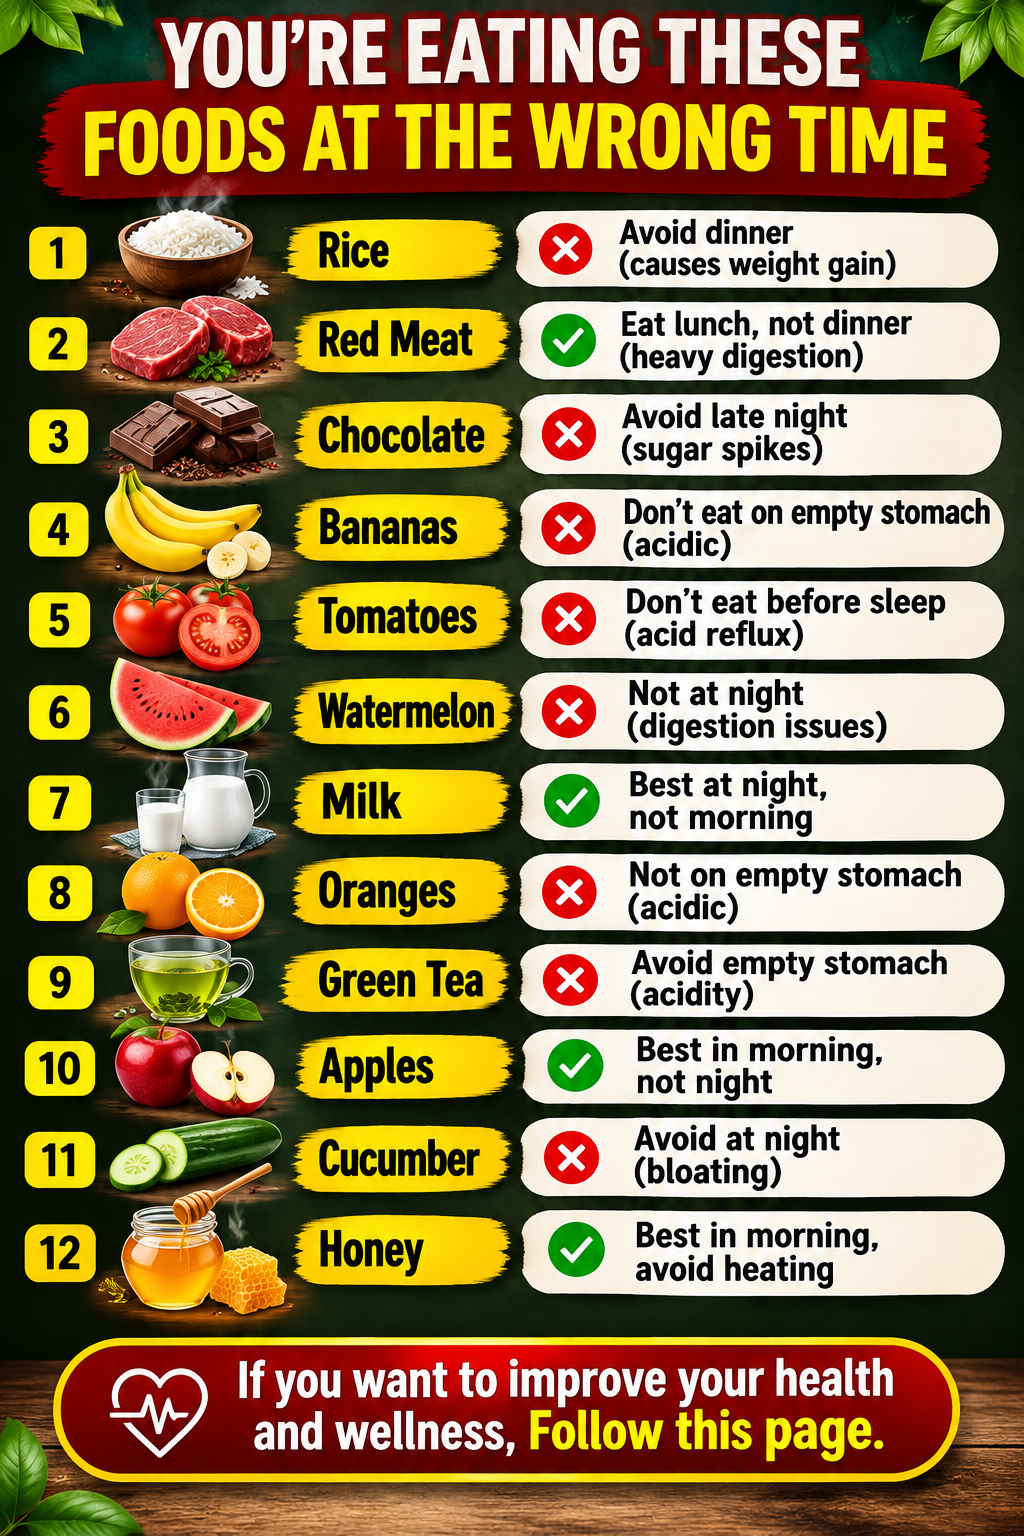 YOU'RE EATING THESE
FOODS AT THE WRONG TIME
1
Rice
Avoid dinner
(causes weight gain)
2
Red Meat
Eat lunch, not dinner
(heavy digestion)
3
Chocolate
Avoid late night
(sugar spikes)
4
Bananas
Don't eat on empty stomach
(acidic)
5
Tomatoes
Don't eat before sleep
(acid reflux)
6
Watermelon
Not at night
(digestion issues)
7
Milk
Best at night,
not morning
8
Oranges
Not on empty stomach
(acidic)
9
Green Tea
Avoid empty stomach
(acidity)
10
Apples
Best in morning,
not night
11
Cucumber
Avoid at night
(bloating)
12
Honey
Best in morning,
avoid heating
If you want to improve your health
and wellness, Follow this page.